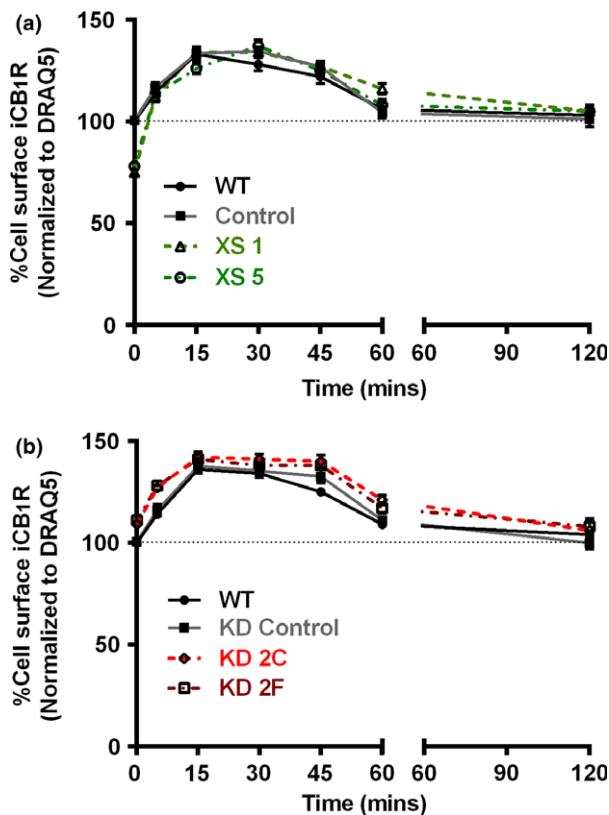 (a)
150
100
50
0
%Cell surface iCB1R
(Normalized to DRAQ5)
WT
Control
XS 1
XS 5
0 15 30 45 60 60 90 120
Time (mins)
(b)
150
100
50
0
%Cell surface iCB1R
(Normalized to DRAQ5)
WT
KD Control
KD 2C
KD 2F
0 15 30 45 60 60 90 120
Time (mins)